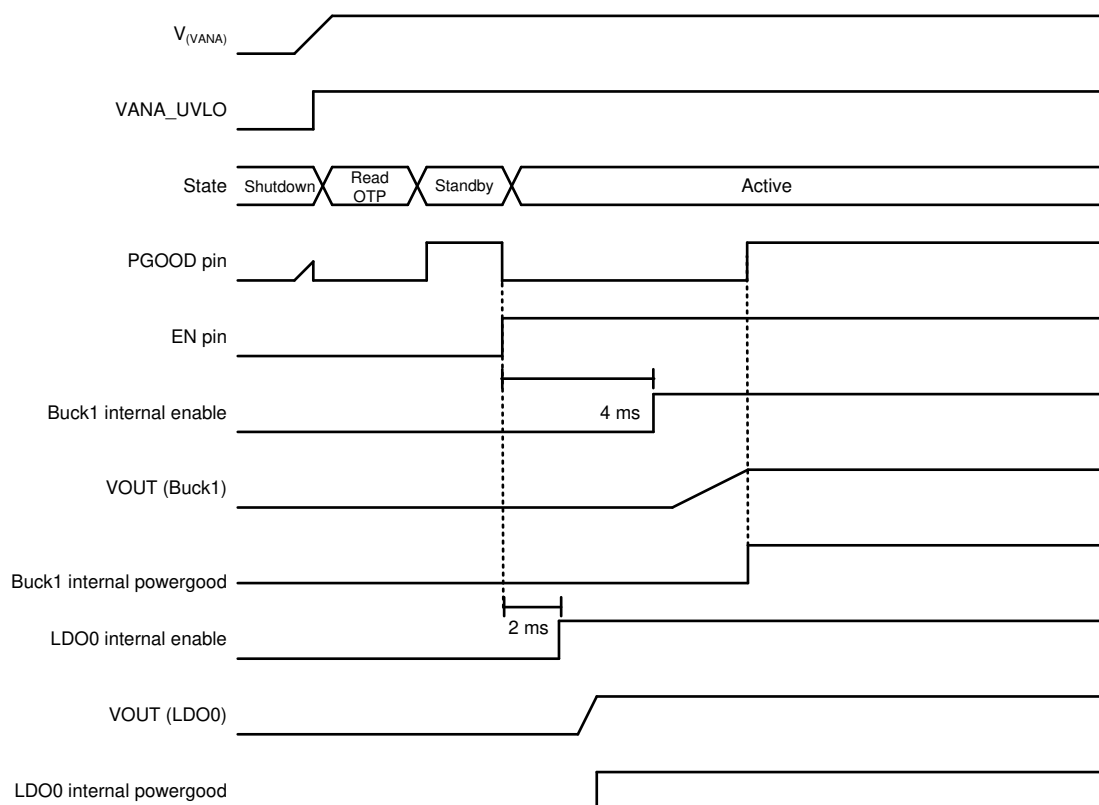 V(VANA)
VANA_UVLO
State
Shutdown
Read
OTP
Standby
Active
PGOOD pin
EN pin
Buck1 internal enable
4 ms
VOUT (Buck1)
Buck1 internal powergood
2 ms
LDO0 internal enable
VOUT (LDO0)
LDO0 internal powergood